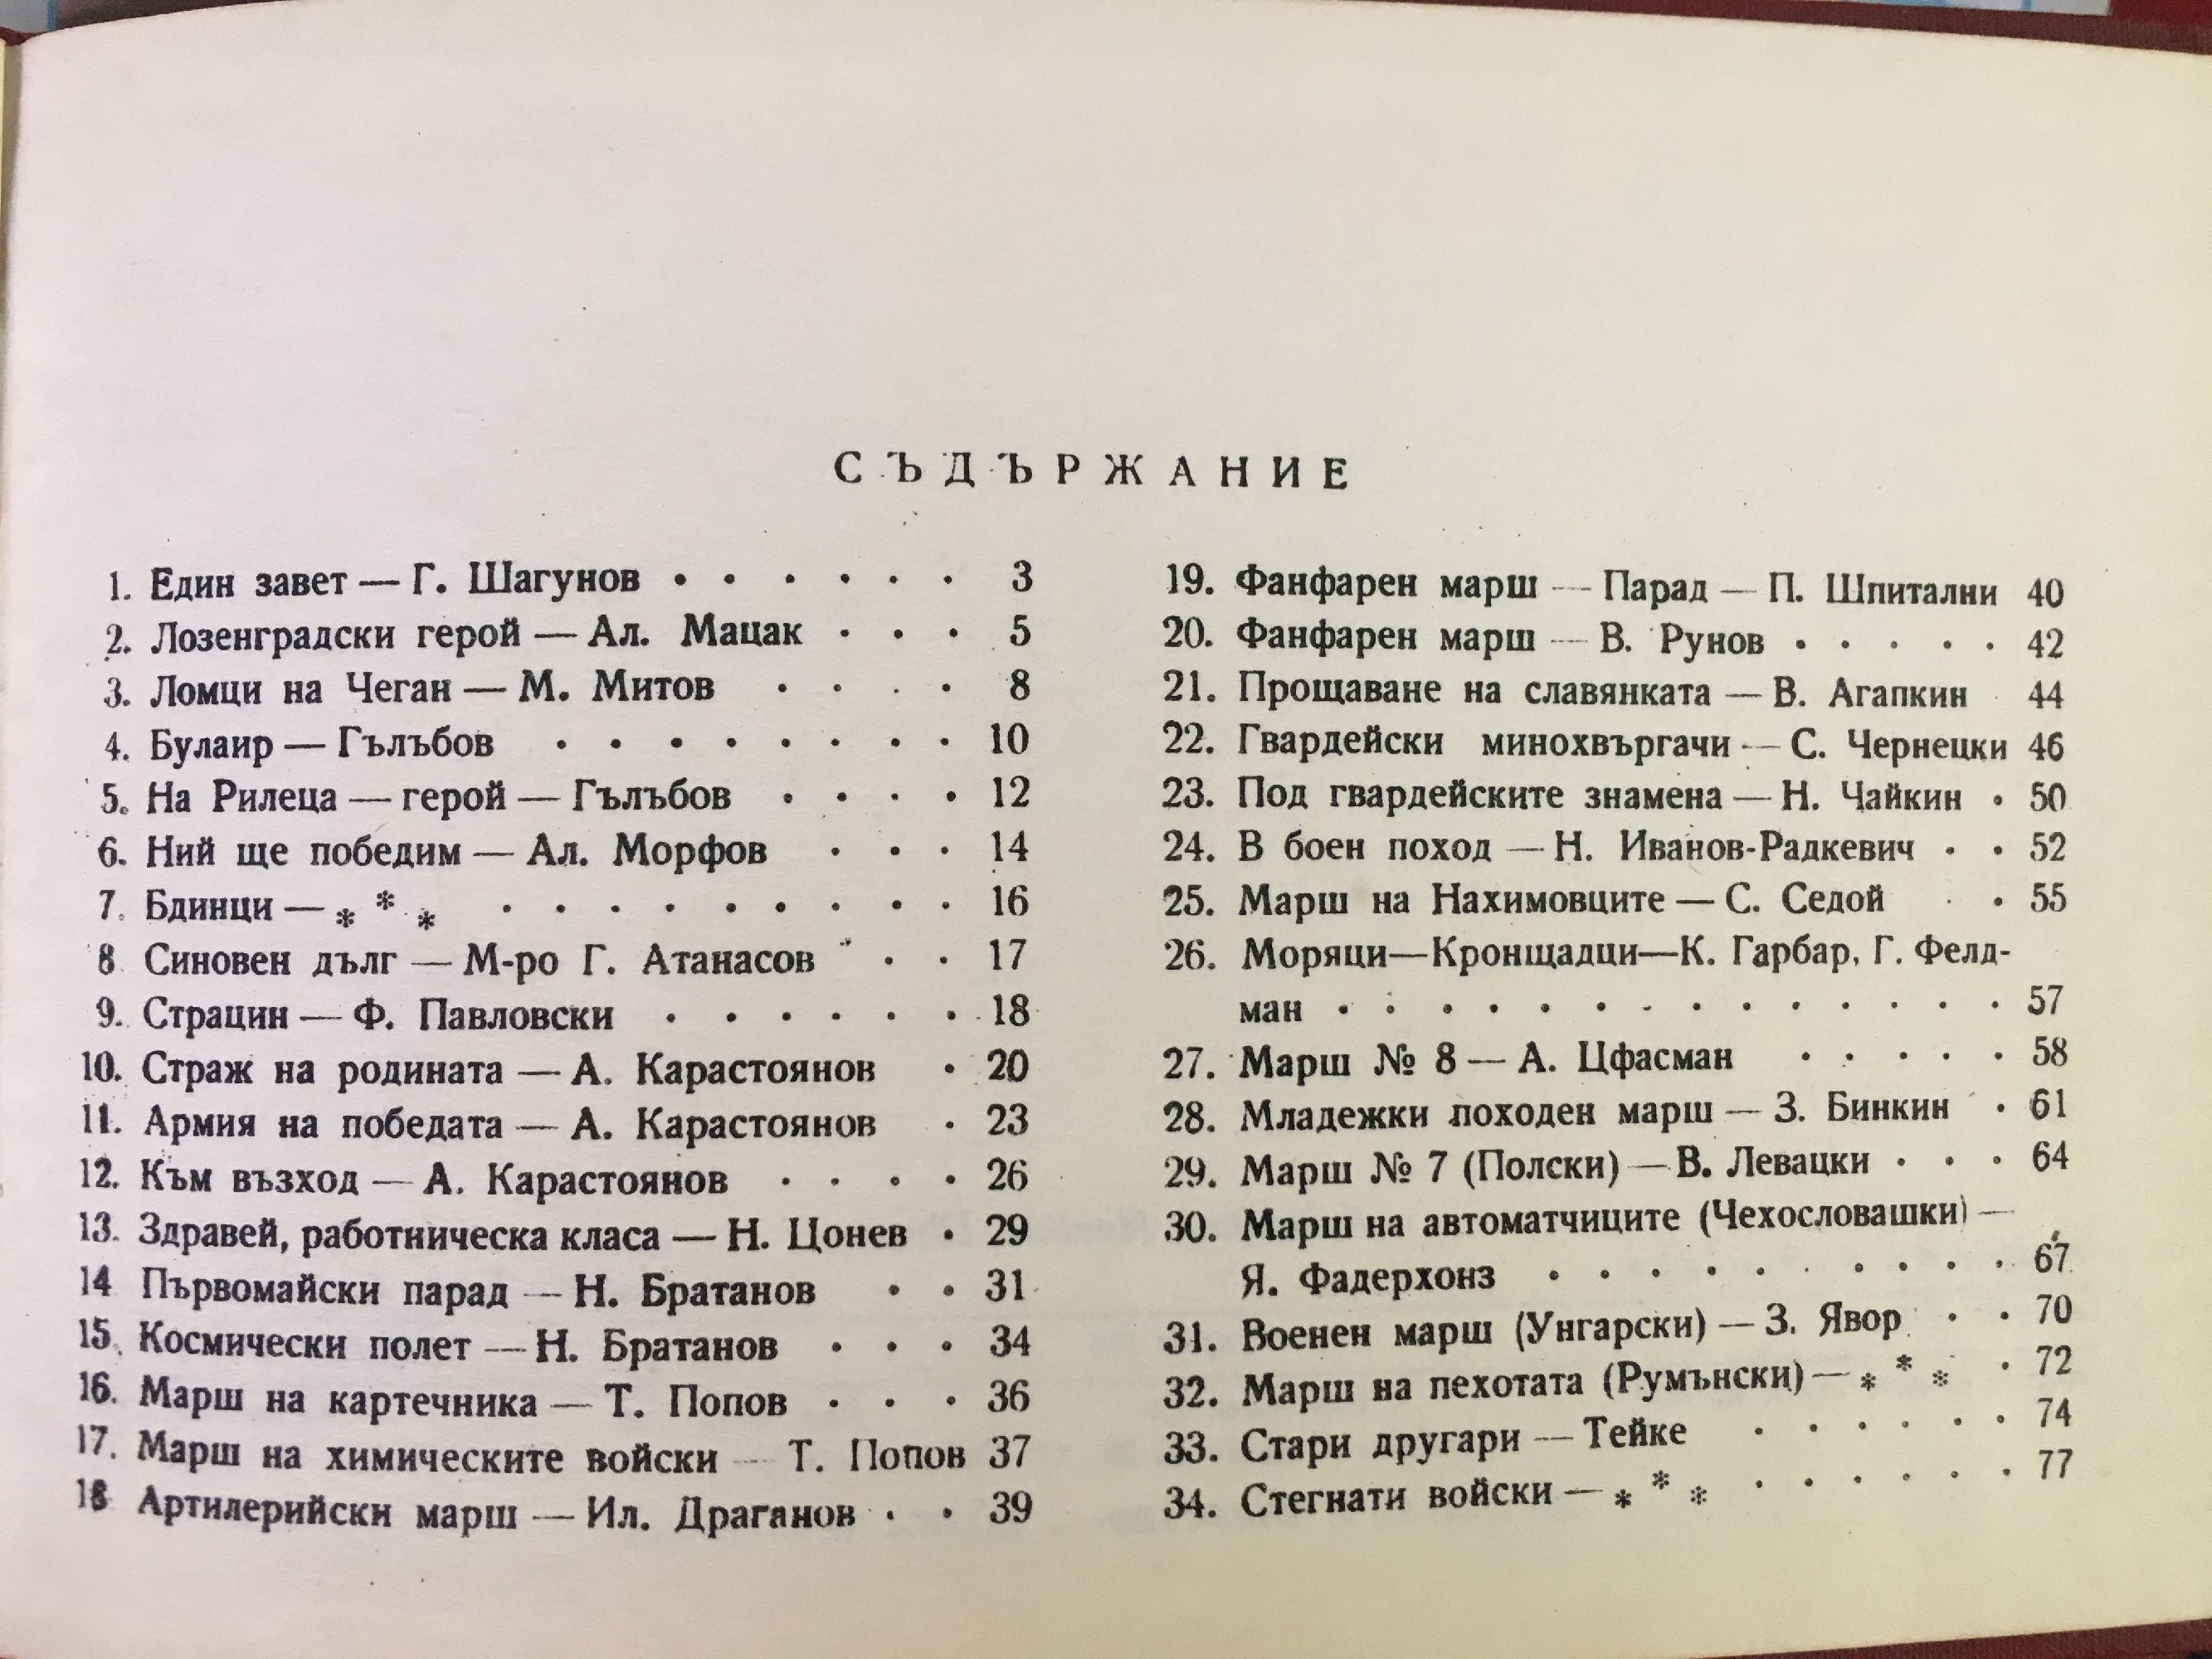 СЪДЪРЖАНИЕ
1. Един завет — Г. Шагунов . . . . . . 3
2. Лозенградски герой — Ал. Мацак . . . 5
3. Ломци на Чеган — М. Митов . . . . 8
4. Булаир — Гълъбов . . . . . . . . 10
5. На Рилеца — герой — Гълъбов . . . . 12
6. Ний ще победим — Ал. Морфов . . . 14
7. Бдинци — * * * . . . . . . . . . 16
8 Синовен дълг — М-ро Г. Атанасов . . 17
9. Страцин — Ф. Павловски . . . . . . 18
10. Страж на родината — А. Карастоянов . 20
11. Армия на победата — А. Карастоянов . 23
12. Към възход — А. Карастоянов . . . . 26
13. Здравей, работническа класа — Н. Цонев . 29
14 Първомайски парад — Н. Братанов . . 31
15. Космически полет — Н. Братанов . . . 34
16. Марш на картечника — Т. Попов . . . 36
17. Марш на химическите войски — Т. Попов 37
18 Артилерийски марш — Ил. Драганов . . 39
19. Фанфарен марш — Парад — П. Шпитални 40
20. Фанфарен марш — В. Рунов . . . . . 42
21. Прощаване на славянката — В. Агапкин . 44
22. Гвардейски минохвъргачи — С. Чернецки 46
23. Под гвардейските знамена — Н. Чайкин . 50
24. В боен поход — Н. Иванов-Радкевич . . 52
25. Марш на Нахимовците — С. Седой . . 55
26. Моряци—Кронщадци—К. Гарбар, Г. Фелд-
ман . . . . . . . . . . . . . . 57
27. Марш № 8 — А. Цфасман . . . . . 58
28. Младежки походен марш — З. Бинкин . 61
29. Марш № 7 (Полски) — В. Левацки . . . 64
30. Марш на автоматчиците (Чехословашки) —
Я. Фадерхонз . . . . . . . . . . . 67
31. Военен марш (Унгарски) — З. Явор . . 70
32. Марш на пехотата (Румънски) — * * * . 72
33. Стари другари — Тейке . . . . . . 74
34. Стегнати войски — * * * . . . . . . 77